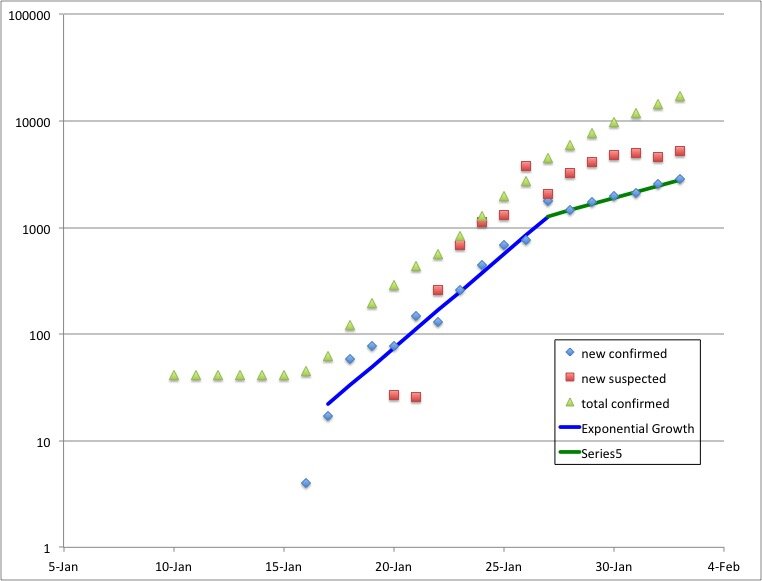 100000
10000
1000
100
10
1
5-Jan 10-Jan 15-Jan 20-Jan 25-Jan 30-Jan 4-Feb
new confirmed
new suspected
total confirmed
Exponential Growth
Series5